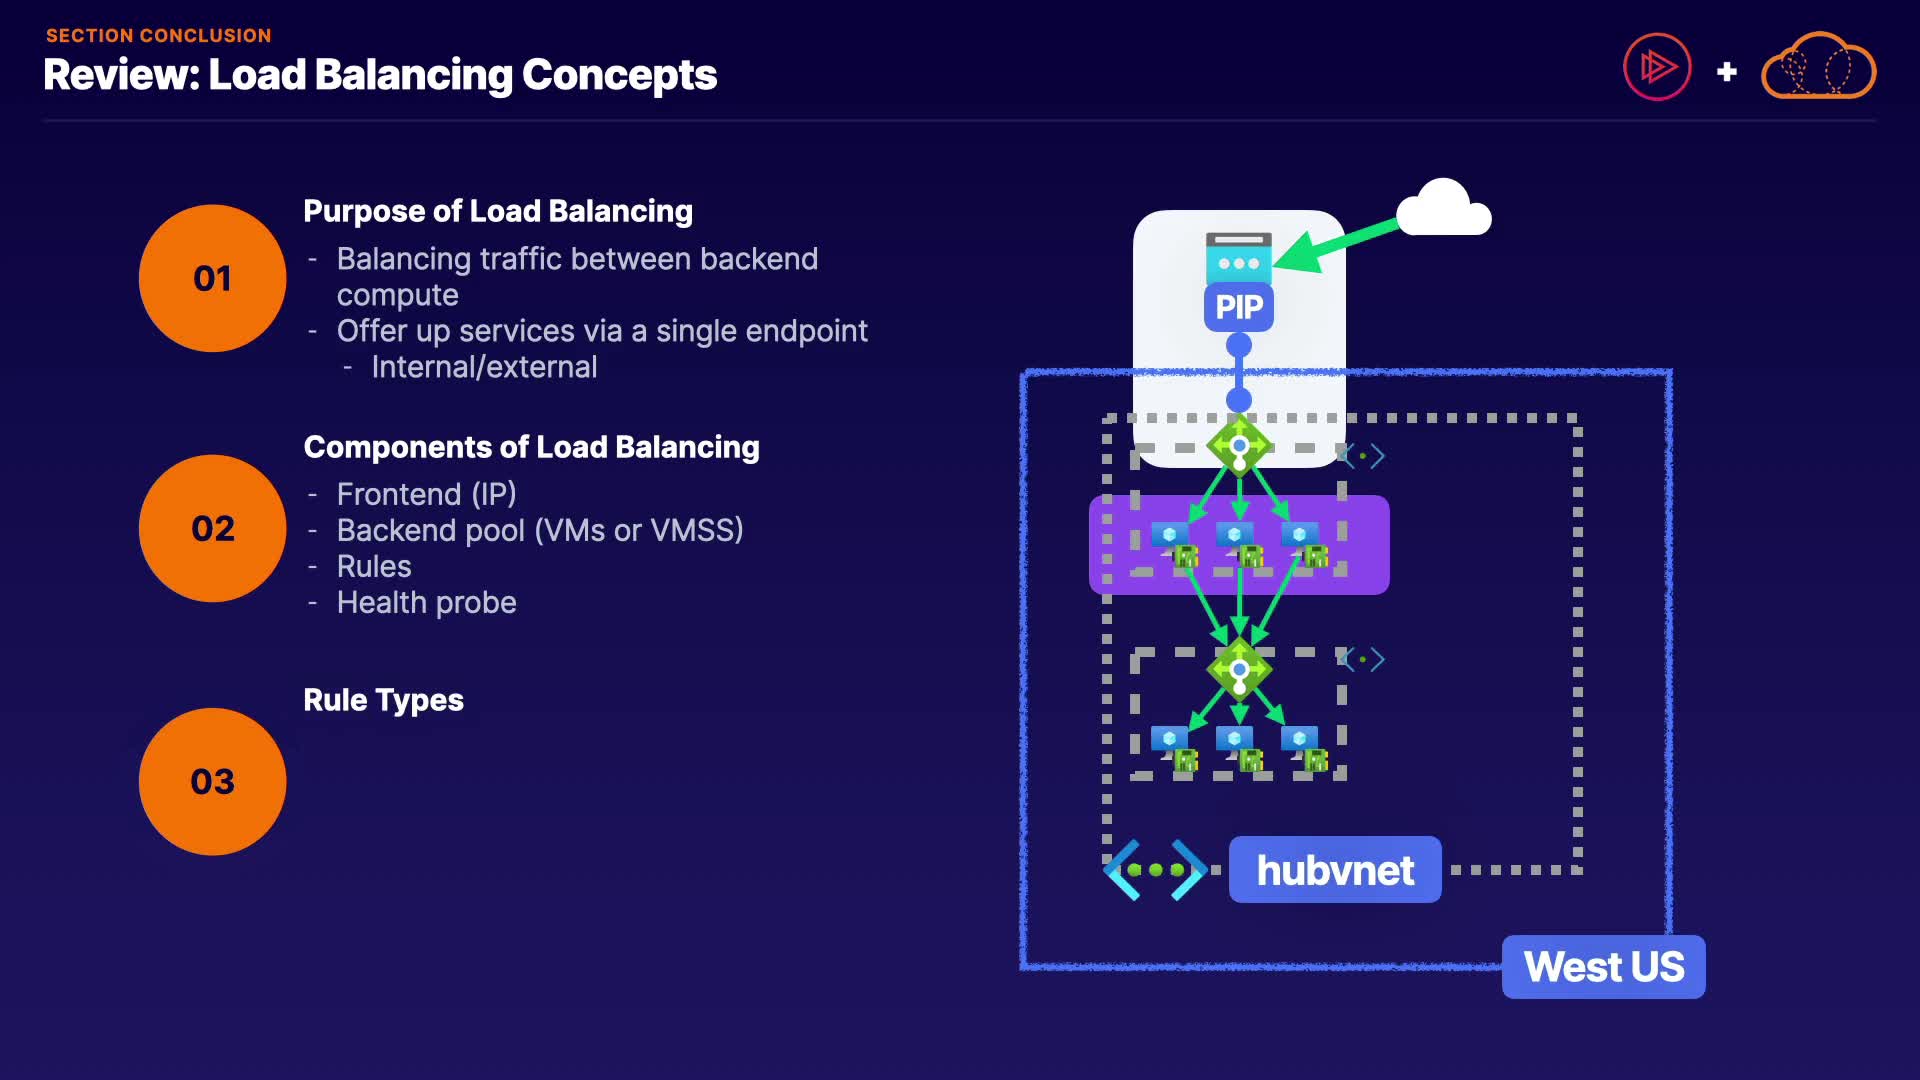 SECTION CONCLUSION
Review: Load Balancing Concepts
+
01
Purpose of Load Balancing
- Balancing traffic between backend
compute
- Offer up services via a single endpoint
- Internal/external
02
Components of Load Balancing
- Frontend (IP)
- Backend pool (VMs or VMSS)
- Rules
- Health probe
03
Rule Types
PIP
hubvnet
West US